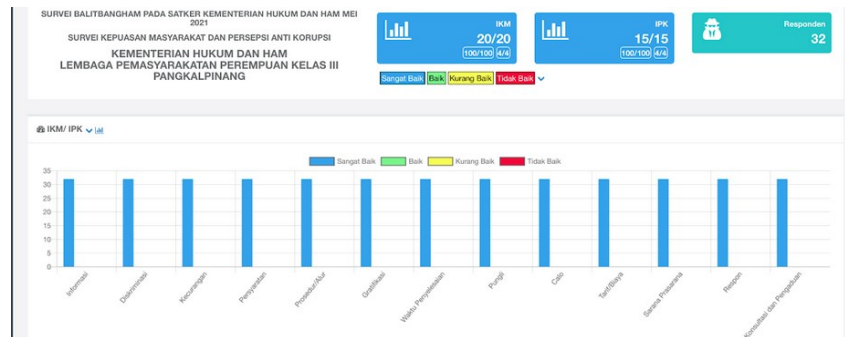 SURVEI BALITBANGHAM PADA SATKER KEMENTERIAN HUKUM DAN HAM MEI
2021
SURVEI KEPUASAN MASYARAKAT DAN PERSEPSI ANTI KORUPSI
KEMENTERIAN HUKUM DAN HAM
LEMBAGA PEMASYARAKATAN PEREMPUAN KELAS III
PANGKALPINANG
IKM
20/20
100/100 4/4
IPK
15/15
100/100 4/4
Responden
32
Sangat Baik Baik Kurang Baik Tidak Baik
IKM/ IPK
Sangat Baik Baik Kurang Baik Tidak Baik
35
30
25
20
15
10
5
0
Informasi
Diskriminasi
Kecurangan
Persyaratan
Prosedur/Alur
Gratifikasi
Waktu Penyelesaian
Pungli
Calo
Tarif/Biaya
Sarana Prasarana
Respon
Konsultasi dan Pengaduan